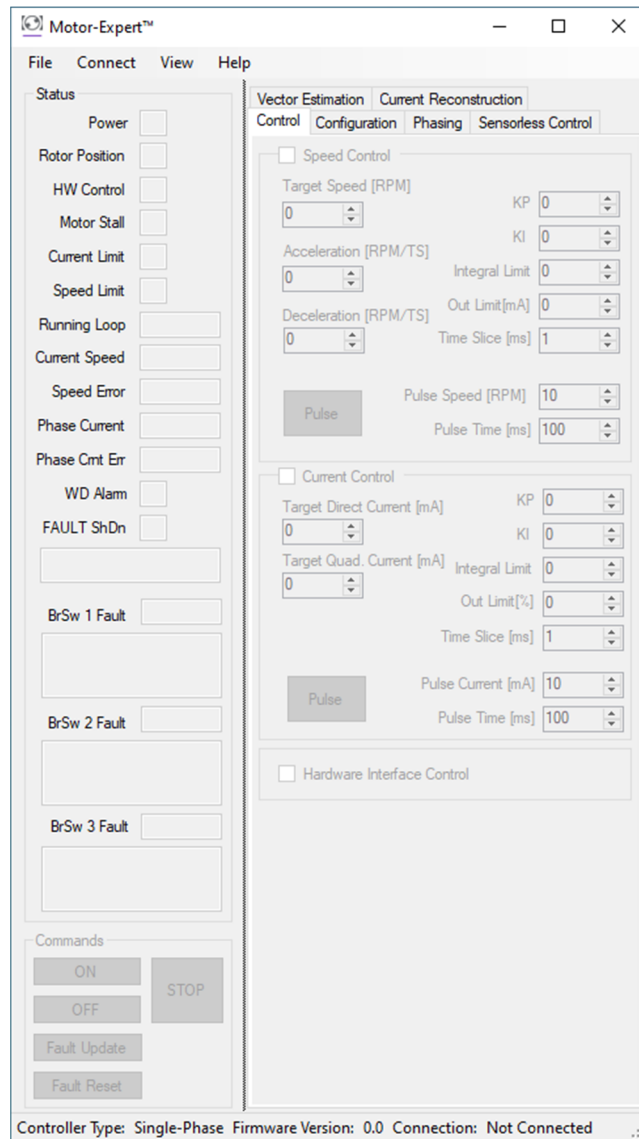 Motor-Expert™
File Connect View Help
Status
Power
Rotor Position
HW Control
Motor Stall
Current Limit
Speed Limit
Running Loop
Current Speed
Speed Error
Phase Current
Phase Crnt Err
WD Alarm
FAULT ShDn
BrSw 1 Fault
BrSw 2 Fault
BrSw 3 Fault
Commands
ON
OFF
STOP
Fault Update
Fault Reset
Vector Estimation Current Reconstruction
Control Configuration Phasing Sensorless Control
Speed Control
Target Speed [RPM]
0
Acceleration [RPM/TS]
0
Deceleration [RPM/TS]
0
KP 0
KI 0
Integral Limit 0
Out Limit[mA] 0
Time Slice [ms] 1
Pulse
Pulse Speed [RPM] 10
Pulse Time [ms] 100
Current Control
Target Direct Current [mA]
0
Target Quad. Current [mA]
0
KP 0
KI 0
Integral Limit 0
Out Limit[%] 0
Time Slice [ms] 1
Pulse
Pulse Current [mA] 10
Pulse Time [ms] 100
Hardware Interface Control
Controller Type: Single-Phase Firmware Version: 0.0 Connection: Not Connected